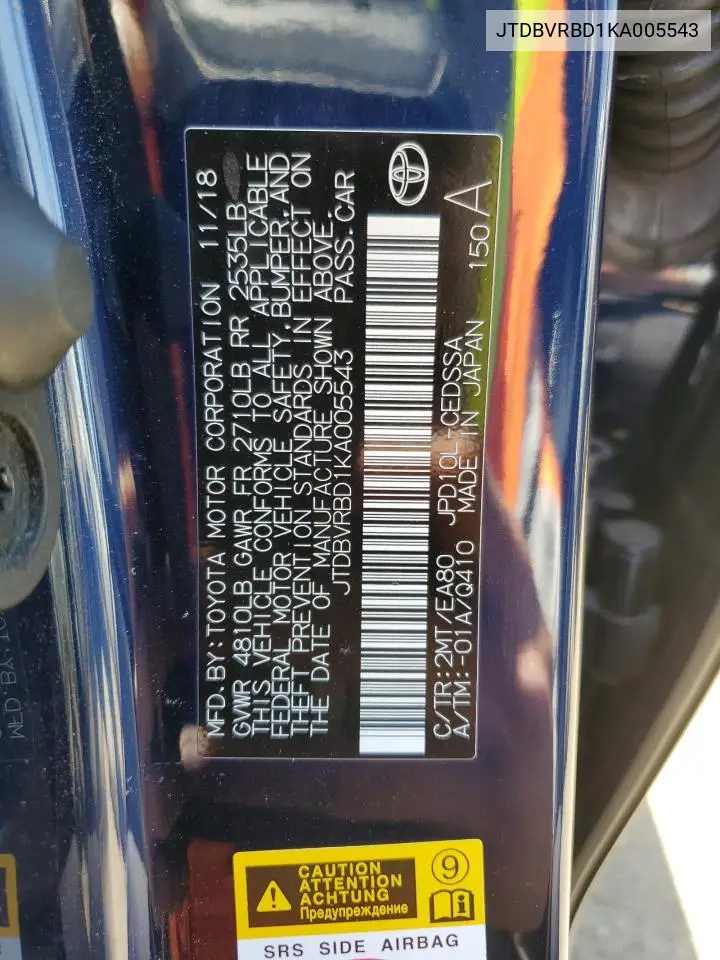 JTDBVRBD1KA005543
MFD.BY:TOYOTA MOTOR CORPORATION 11/18
GVWR 4810LB GAWR FR 2710LB RR 2535LB
THIS VEHICLE CONFORMS TO ALL APPLICABLE
FEDERAL MOTOR VEHICLE SAFETY,BUMPER,AND
THEFT PREVENTION STANDARDS IN EFFECT ON
THE DATE OF MANUFACTURE SHOWN ABOVE.
JTDBVRBD1KA005543 PASS.CAR
C/TR:2MT/EA80 JPD10L-CEDSSA
A/TM:-01A/Q410 MADE IN JAPAN 150A
CAUTION
ATTENTION
ACHTUNG
Предупреждение
9
SRS SIDE AIRBAG